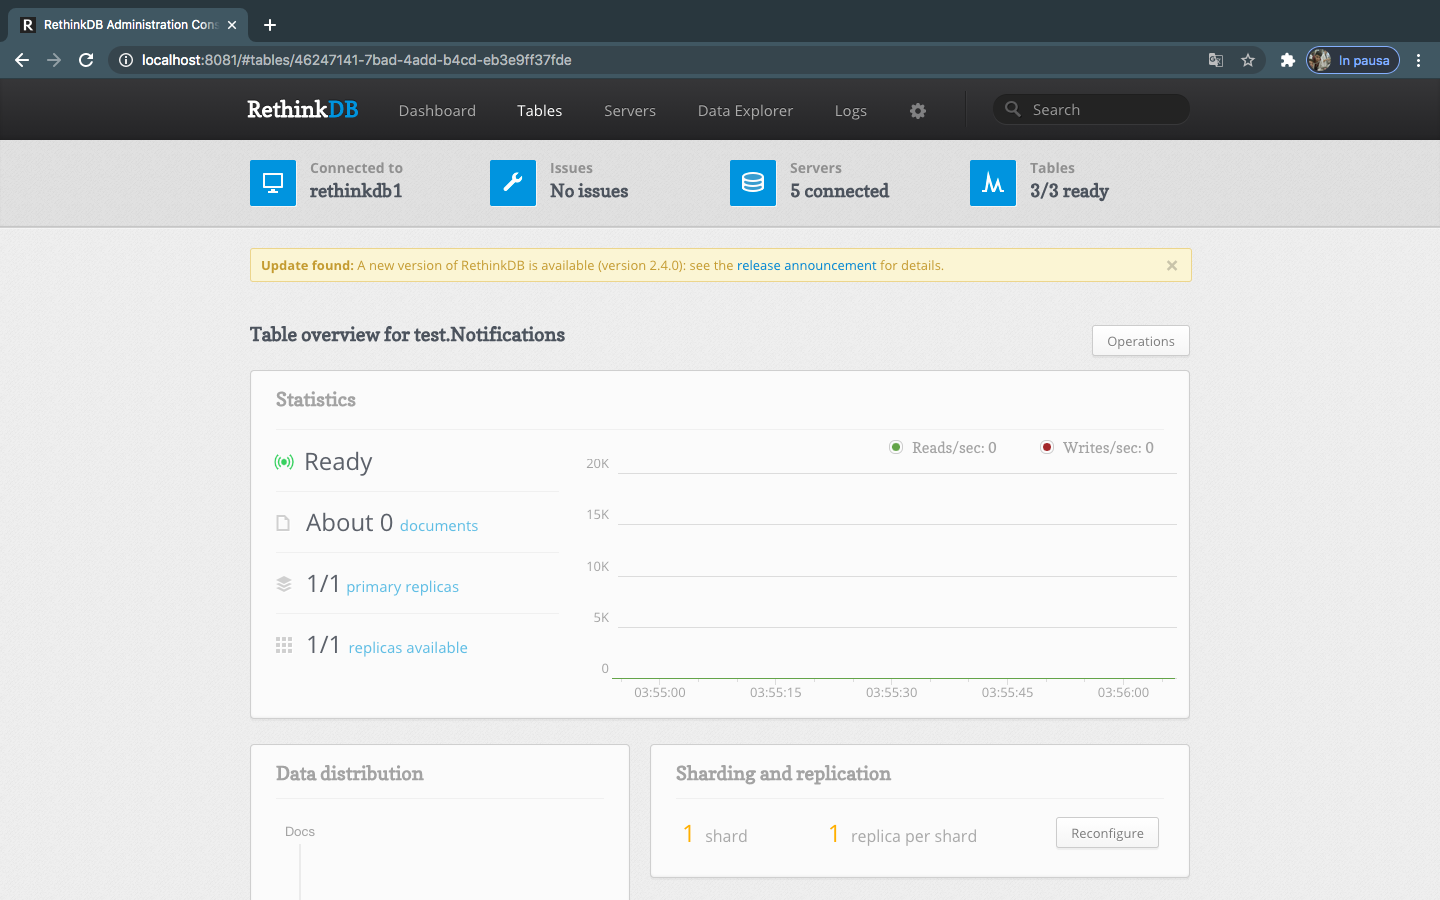 R RethinkDB Administration Cons
localhost:8081/#tables/46247141-7bad-4add-b4cd-eb3e9ff37fde
In pausa
RethinkDB Dashboard Tables Servers Data Explorer Logs Search
Connected to
rethinkdb1
Issues
No issues
Servers
5 connected
Tables
3/3 ready
Update found: A new version of RethinkDB is available (version 2.4.0): see the release announcement for details.
Table overview for test.Notifications
Operations
Statistics
Ready
About 0 documents
1/1 primary replicas
1/1 replicas available
Reads/sec: 0 Writes/sec: 0
20K
15K
10K
5K
0
03:55:00 03:55:15 03:55:30 03:55:45 03:56:00
Data distribution
Docs
Sharding and replication
1 shard 1 replica per shard
Reconfigure